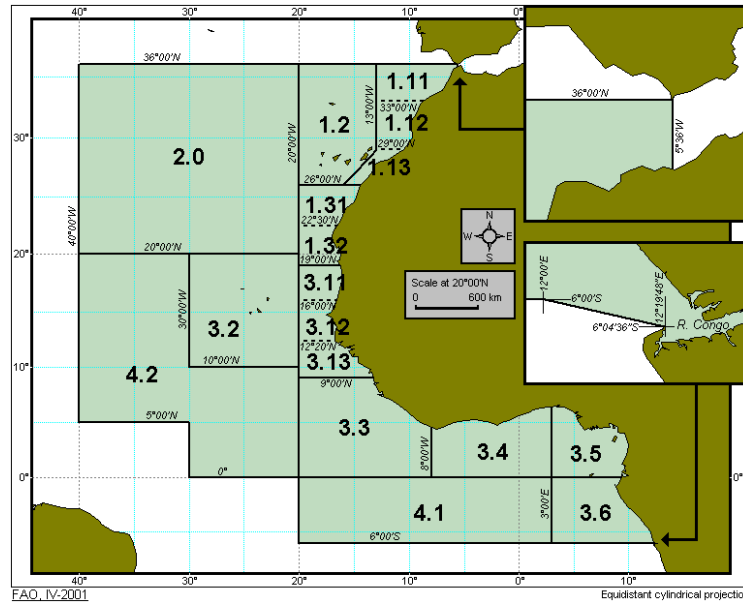 40° 30° 20° 10° 0° 10°
36°00'N
36°00'N
5°36'W
1.11
33°00'N
13°00'W
1.2
1.12
20°00'W
30°
29°00'N
1.13
2.0
26°00'N
1.31
22°30'N
40°00'W
1.32
20°
20°00'N
19°00'N
N
W E
S
Scale at 20°00'N
0 600 km
12°00'E
6°00'S
12°19'48"E
6°04'36"S
R. Congo
3.11
16°00'N
30°00'W
3.2
3.12
12°20'N
3.13
10°
10°00'N
9°00'N
4.2
5°00'N
3.3
8°00'W
3.4
3.5
0°
0"
0°
4.1
3°00'E
3.6
6°00'S
40° 30° 20° 10° 0° 10°
FAO, IV-2001
Equidistant cylindrical projectio